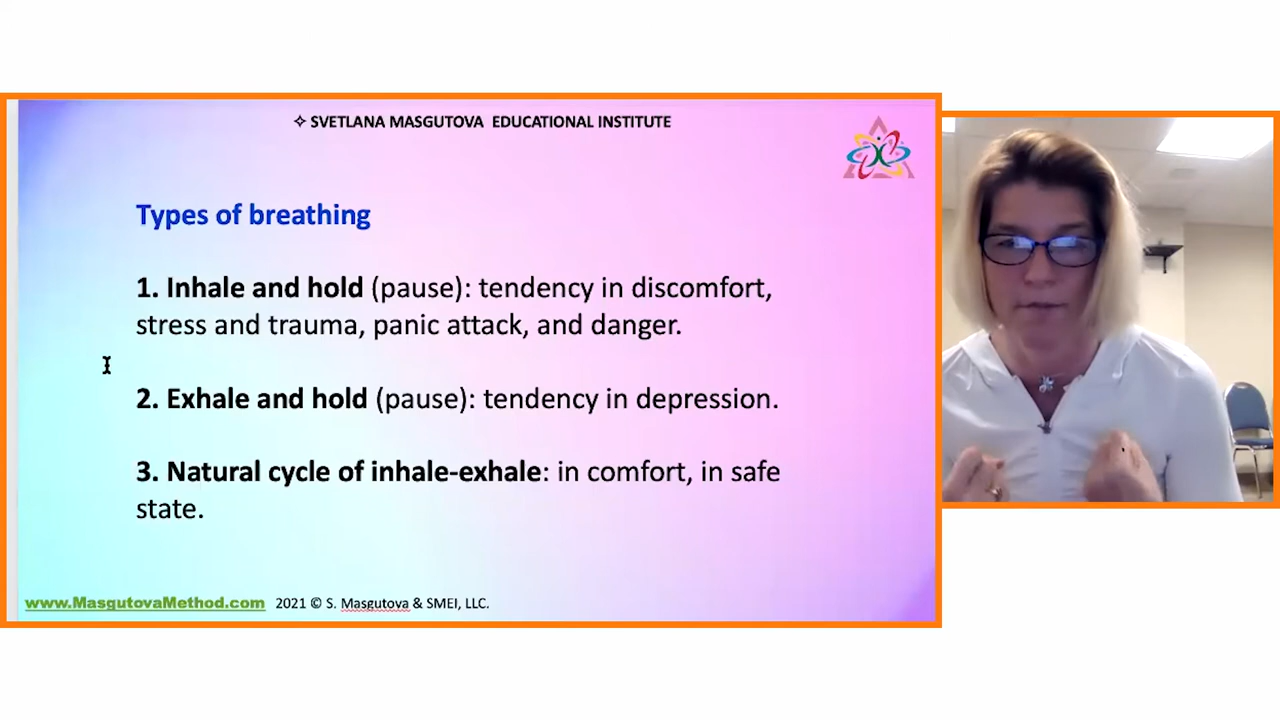 ✧ SVETLANA MASGUTOVA EDUCATIONAL INSTITUTE
Types of breathing
1. Inhale and hold (pause): tendency in discomfort,
stress and trauma, panic attack, and danger.
2. Exhale and hold (pause): tendency in depression.
3. Natural cycle of inhale-exhale: in comfort, in safe
state.
www.MasgutovaMethod.com 2021 © S. Masgutova & SMEI, LLC.